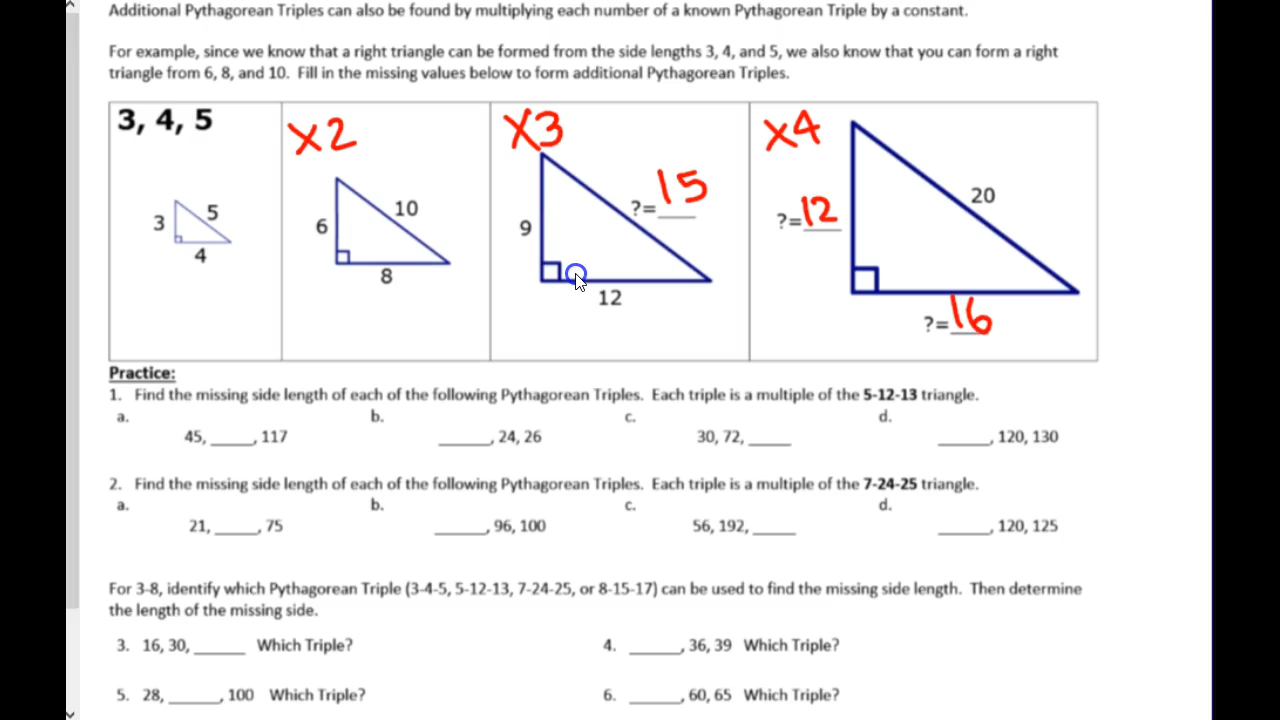 Additional Pythagorean Triples can also be found by multiplying each number of a known Pythagorean Triple by a constant.
For example, since we know that a right triangle can be formed from the side lengths 3, 4, and 5, we also know that you can form a right
triangle from 6, 8, and 10. Fill in the missing values below to form additional Pythagorean Triples.
3, 4, 5
3
5
4
X2
6
10
8
X3
9
?= 15
12
X4
?= 12
20
?= 16
Practice:
1. Find the missing side length of each of the following Pythagorean Triples. Each triple is a multiple of the 5-12-13 triangle.
a. b. c. d.
45, _____, 117 ______, 24, 26 30, 72, _____ ______, 120, 130
2. Find the missing side length of each of the following Pythagorean Triples. Each triple is a multiple of the 7-24-25 triangle.
a. b. c. d.
21, _____, 75 ______, 96, 100 56, 192, _____ ______, 120, 125
For 3-8, identify which Pythagorean Triple (3-4-5, 5-12-13, 7-24-25, or 8-15-17) can be used to find the missing side length. Then determine
the length of the missing side.
3. 16, 30, ______ Which Triple? 4. ______, 36, 39 Which Triple?
5. 28, ______, 100 Which Triple? 6. ______, 60, 65 Which Triple?